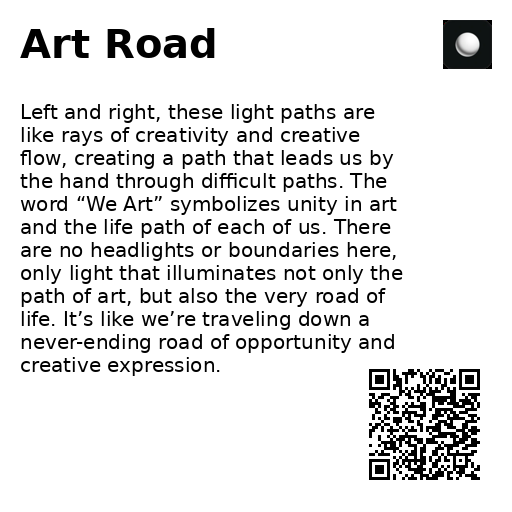 Art Road
Left and right, these light paths are
like rays of creativity and creative
flow, creating a path that leads us by
the hand through difficult paths. The
word “We Art” symbolizes unity in art
and the life path of each of us. There
are no headlights or boundaries here,
only light that illuminates not only the
path of art, but also the very road of
life. It’s like we’re traveling down a
never-ending road of opportunity and
creative expression.